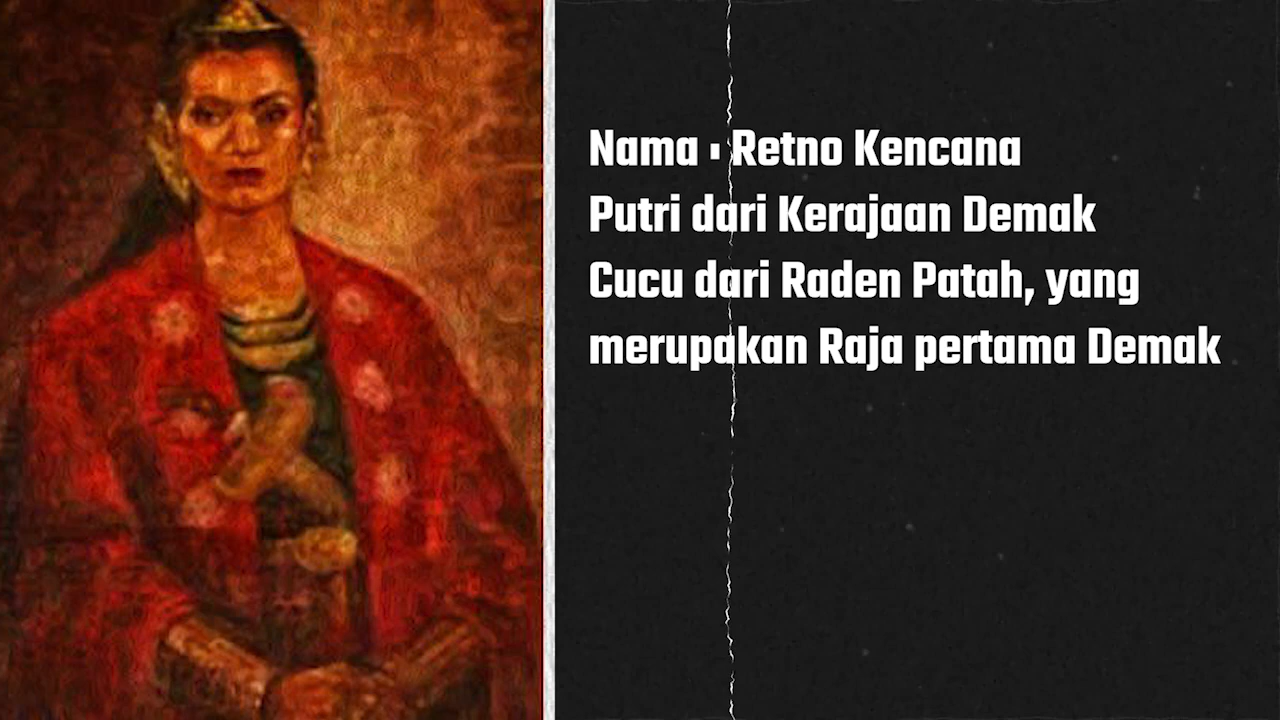 Nama : Retno Kencana
Putri dari Kerajaan Demak
Cucu dari Raden Patah, yang
merupakan Raja pertama Demak